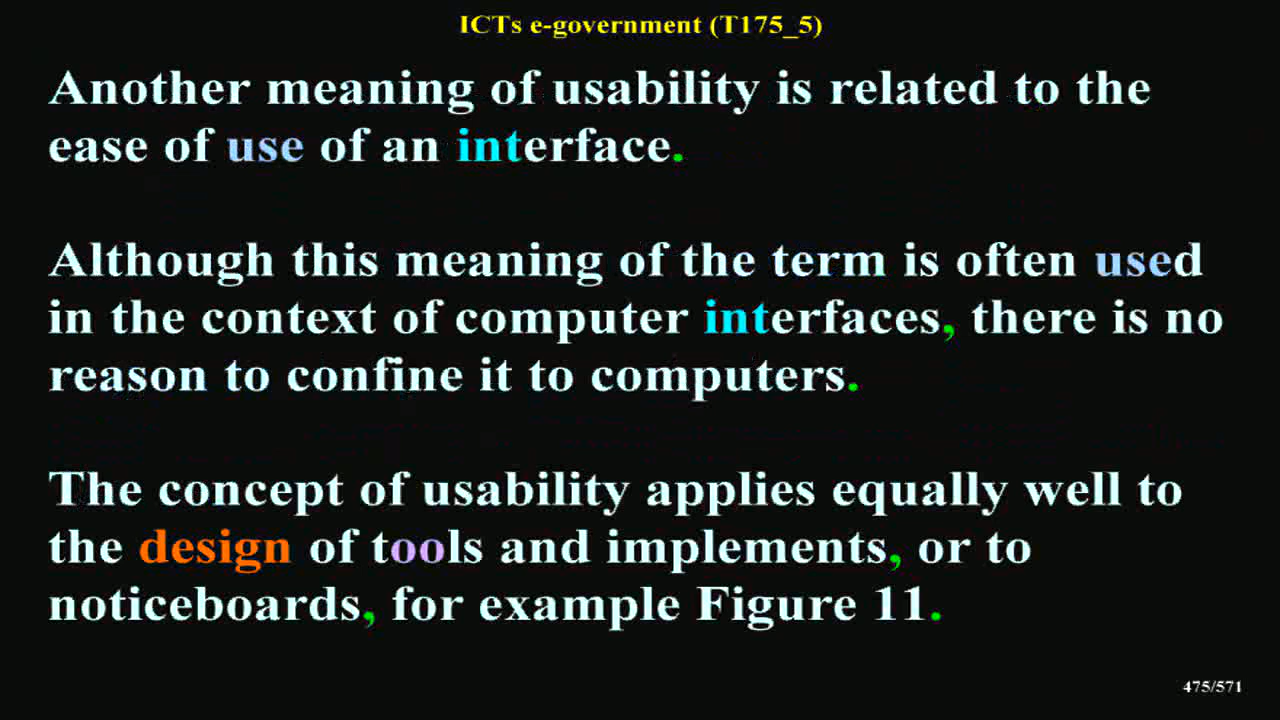 ICTs e-government (T175_5)
Another meaning of usability is related to the
ease of use of an interface.
Although this meaning of the term is often used
in the context of computer interfaces, there is no
reason to confine it to computers.
The concept of usability applies equally well to
the design of tools and implements, or to
noticeboards, for example Figure 11.
475/571